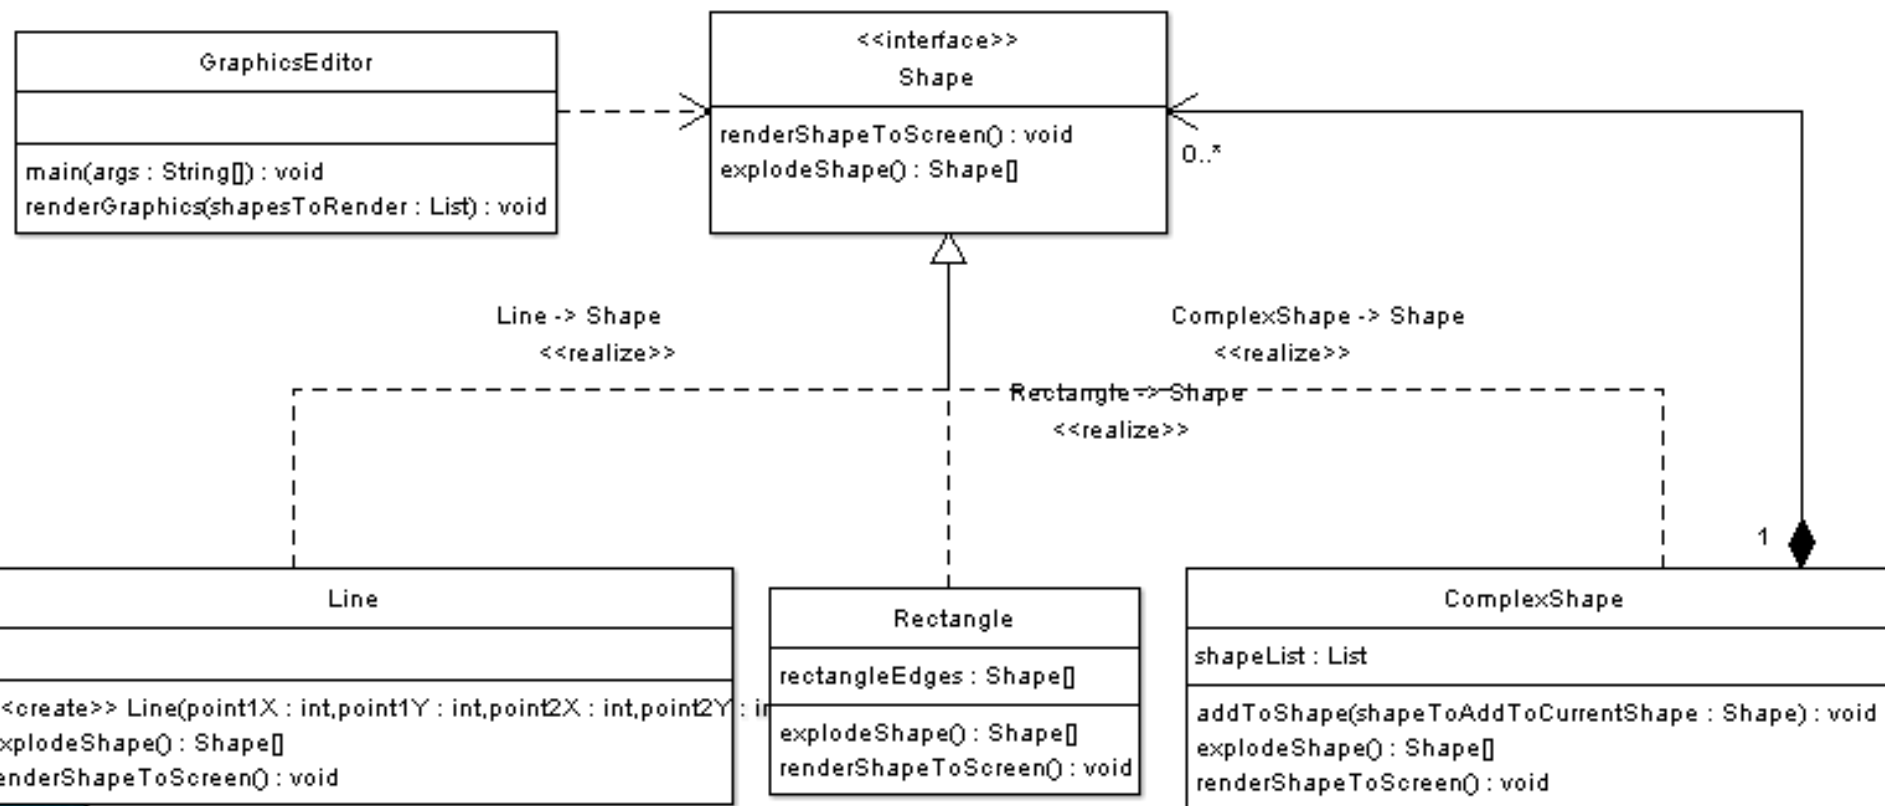 GraphicsEditor
main(args : String[]) : void
renderGraphics(shapesToRender : List) : void
<<interface>>
Shape
renderShapeToScreen() : void
explodeShape() : Shape[]
0..*
Line -> Shape
<<realize>>
ComplexShape -> Shape
<<realize>>
Rectangle -> Shape
<<realize>>
1
Line
<create>> Line(point1X : int,point1Y : int,point2X : int,point2Y : in
xplodeShape() : Shape[]
enderShapeToScreen() : void
Rectangle
rectangleEdges : Shape[]
explodeShape() : Shape[]
renderShapeToScreen() : void
ComplexShape
shapeList : List
addToShape(shapeToAddToCurrentShape : Shape) : void
explodeShape() : Shape[]
renderShapeToScreen() : void